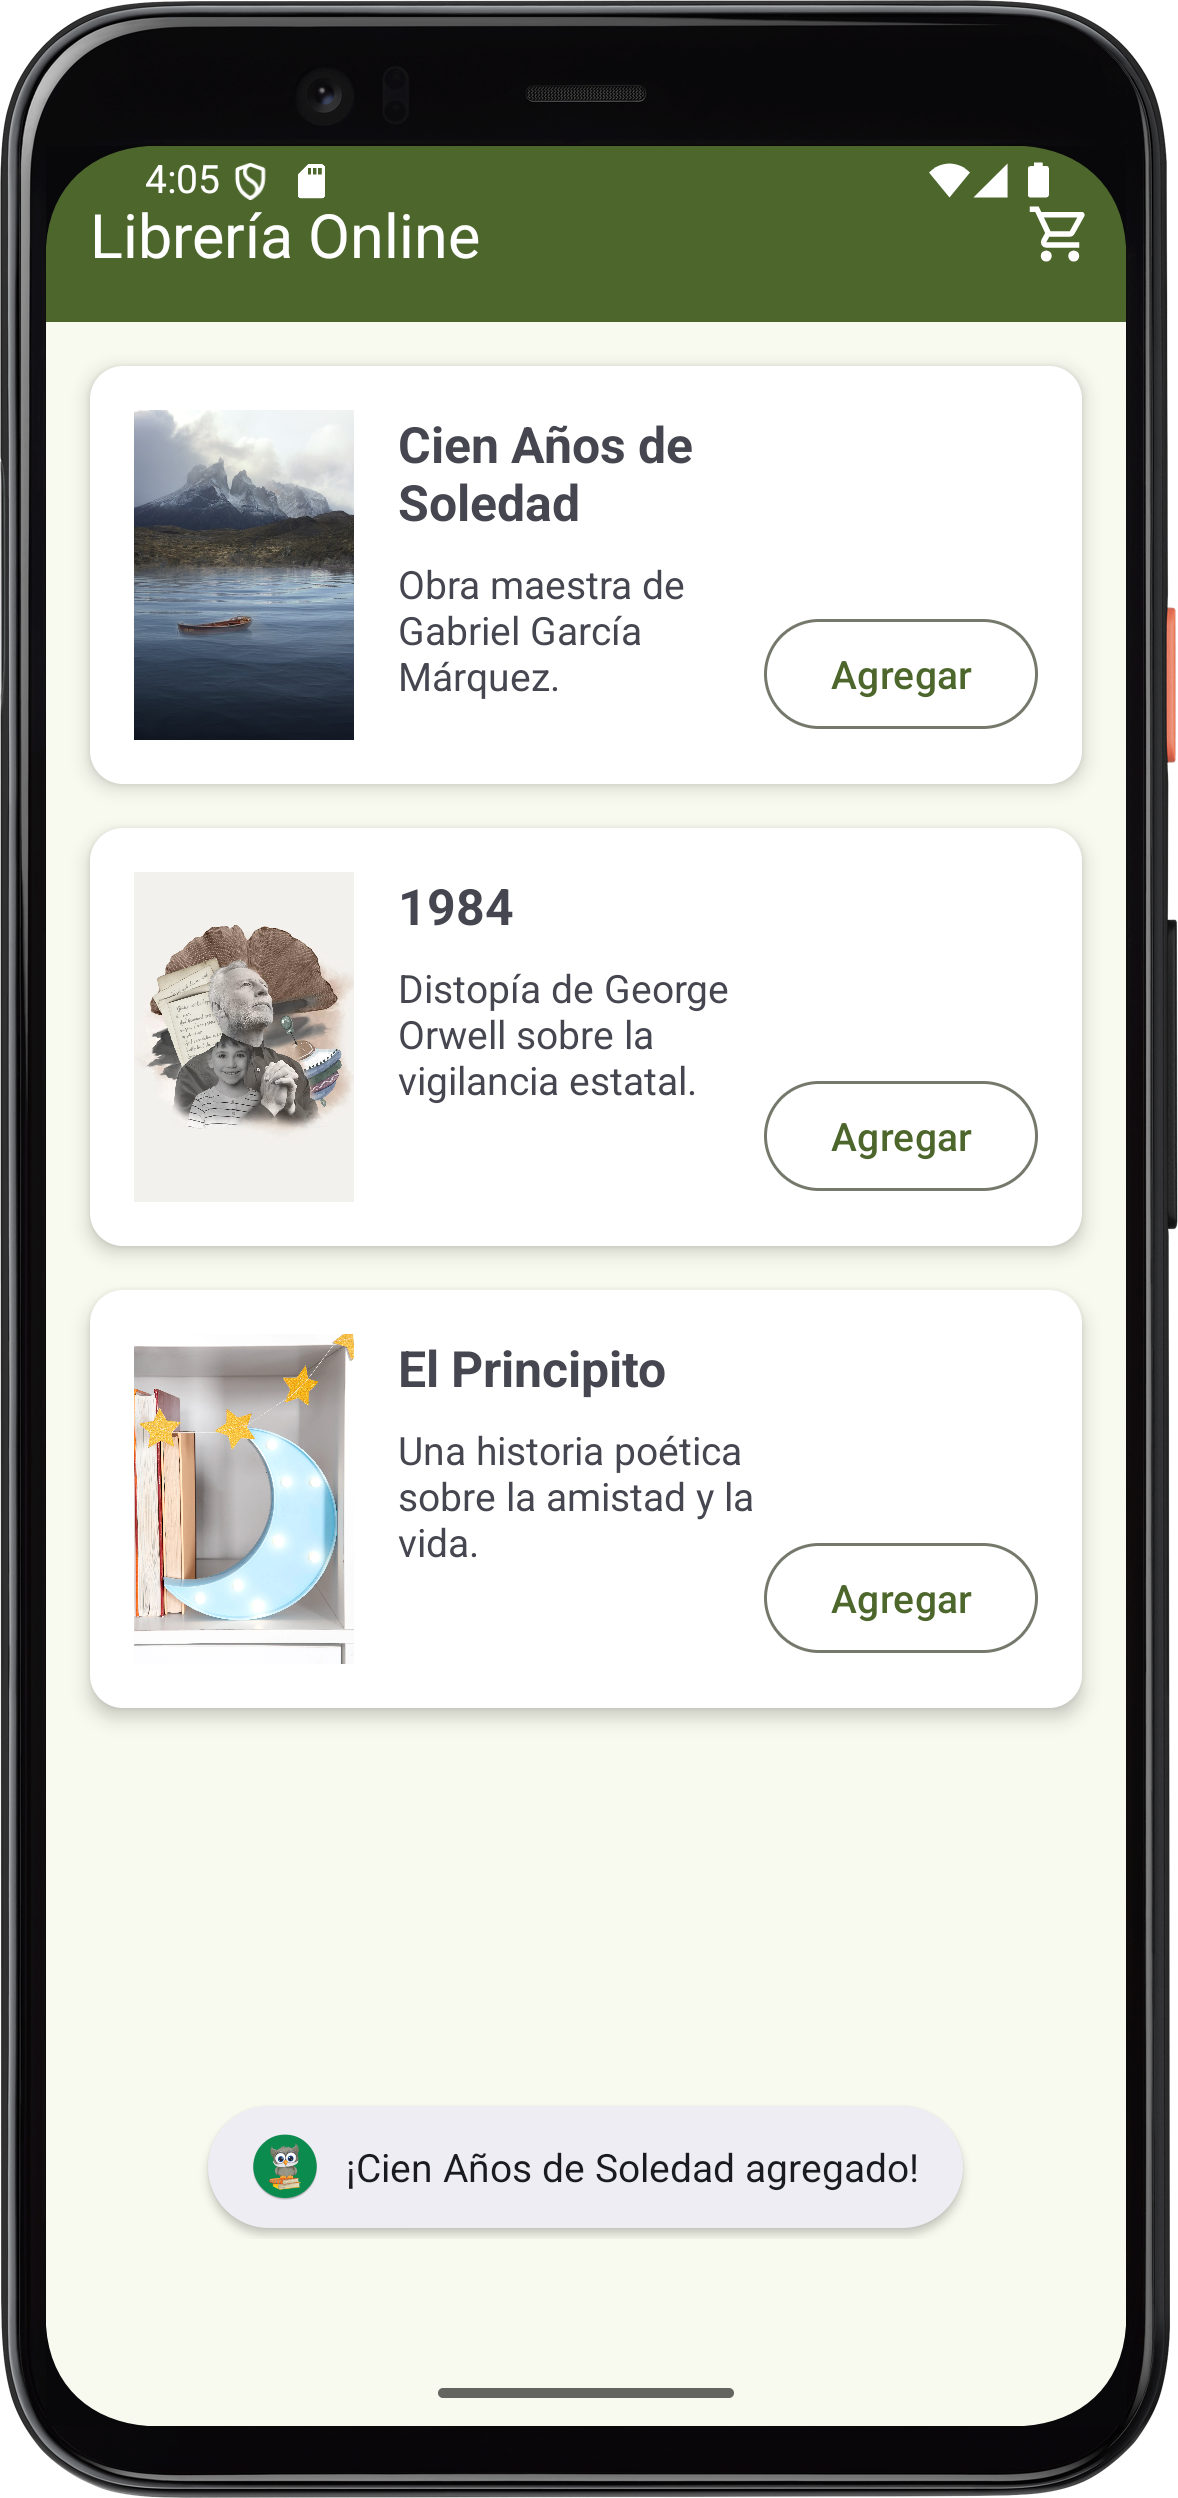 4:05
Librería Online
Cien Años de
Soledad
Obra maestra de
Gabriel García
Márquez.
Agregar
1984
Distopía de George
Orwell sobre la
vigilancia estatal.
Agregar
El Principito
Una historia poética
sobre la amistad y la
vida.
Agregar
¡Cien Años de Soledad agregado!